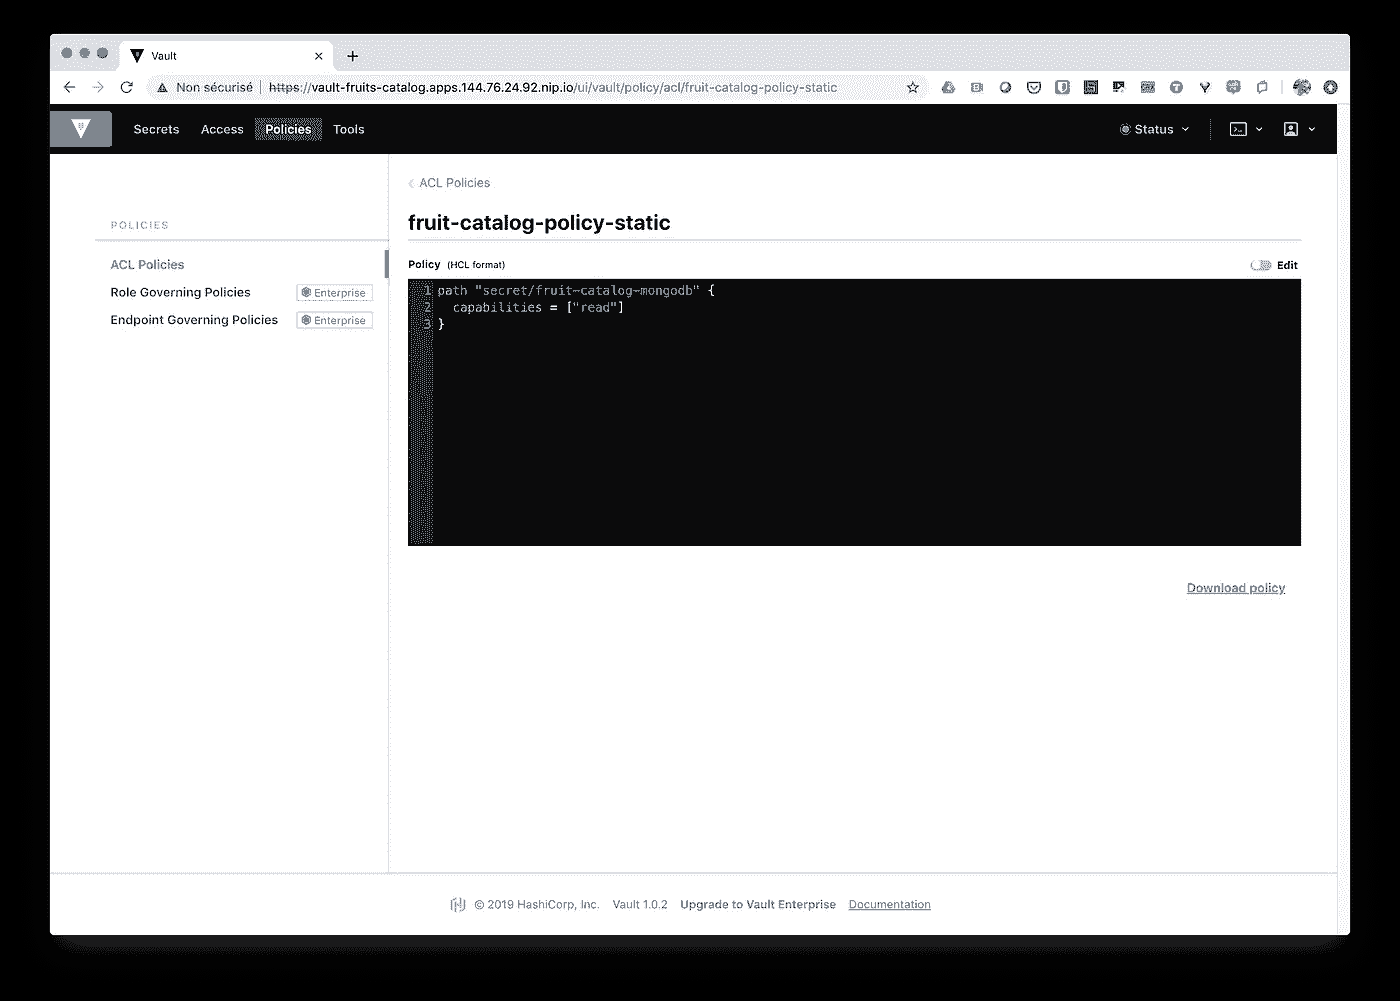 Vault
Non sécurisé https://vault-fruits-catalog.apps.144.76.24.92.nip.io/ui/vault/policy/acl/fruit-catalog-policy-static
Secrets Access Policies Tools Status
ACL Policies
POLICIES
ACL Policies
Role Governing Policies Enterprise
Endpoint Governing Policies Enterprise
fruit-catalog-policy-static
Policy (HCL format) Edit
1 path "secret/fruit-catalog-mongodb" {
2 capabilities = ["read"]
3 }
Download policy
© 2019 HashiCorp, Inc. Vault 1.0.2 Upgrade to Vault Enterprise Documentation